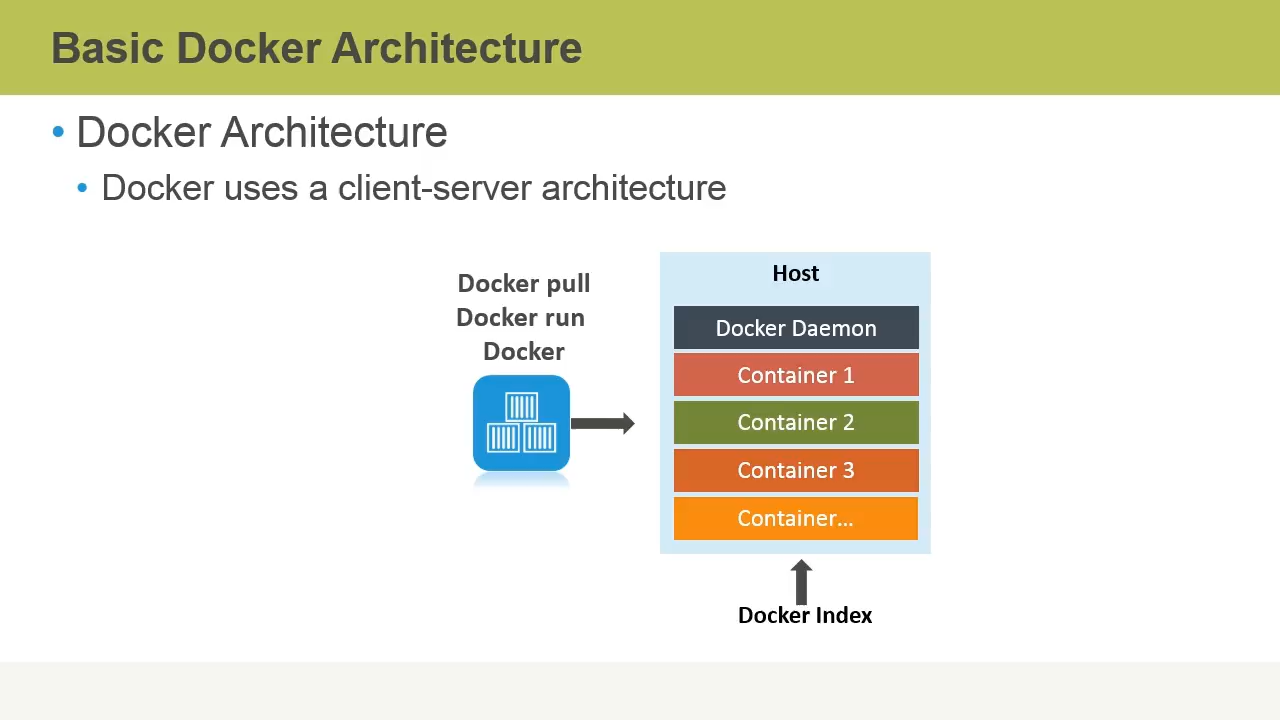 Basic Docker Architecture
• Docker Architecture
• Docker uses a client-server architecture
Docker pull
Docker run
Docker
Host
Docker Daemon
Container 1
Container 2
Container 3
Container...
Docker Index